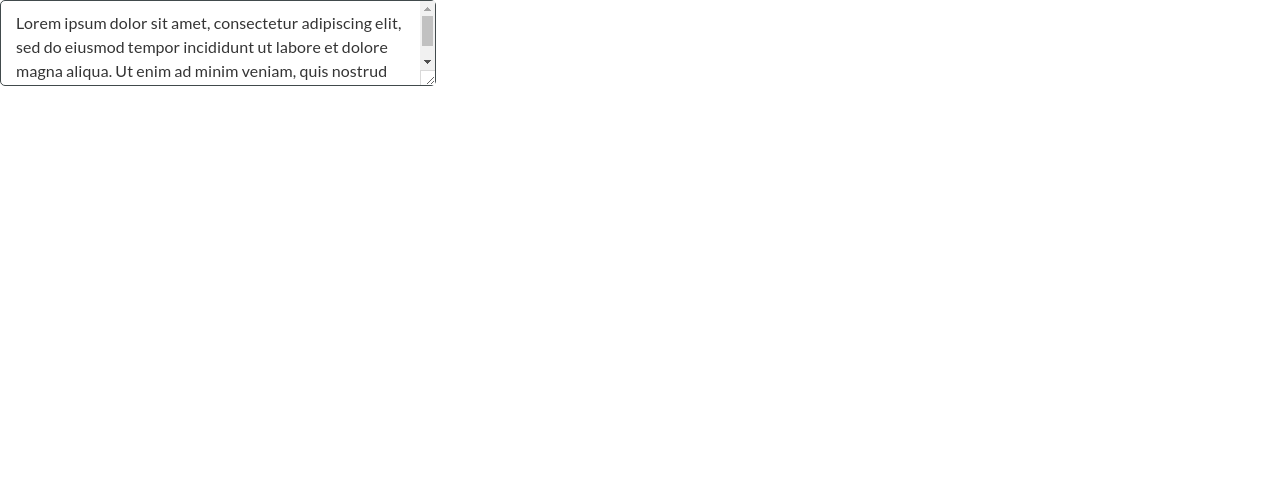 Lorem ipsum dolor sit amet, consectetur adipiscing elit,
sed do eiusmod tempor incididunt ut labore et dolore
magna aliqua. Ut enim ad minim veniam, quis nostrud